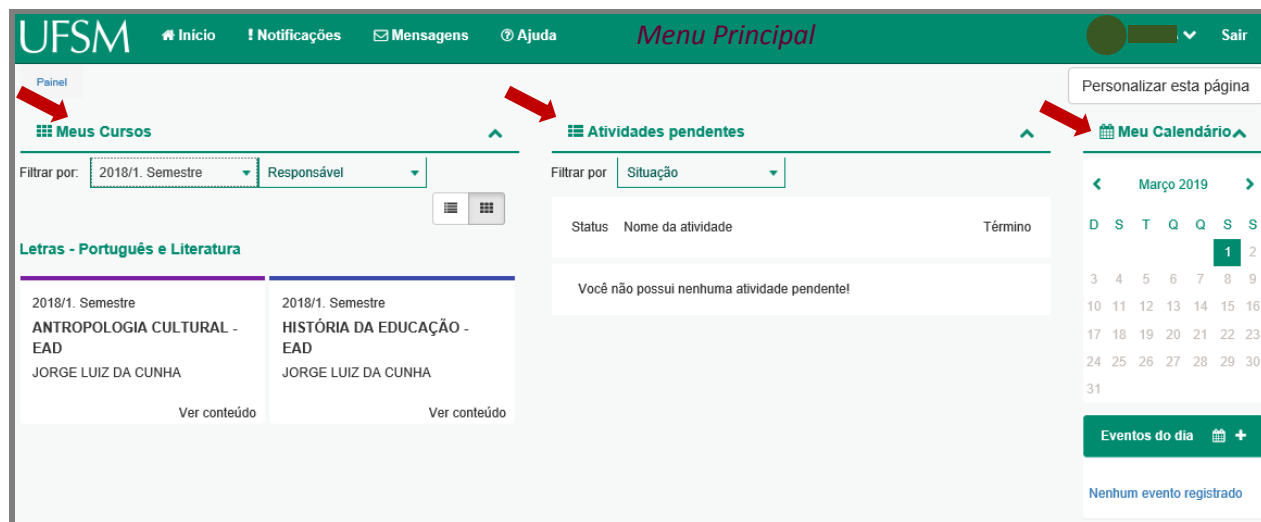 UFSM Início ! Notificações Mensagens Ajuda Menu Principal Sair
Painel
Personalizar esta página
Meus Cursos
Filtrar por: 2018/1. Semestre Responsável
Letras - Português e Literatura
2018/1. Semestre
ANTROPOLOGIA CULTURAL -
EAD
JORGE LUIZ DA CUNHA
Ver conteúdo
2018/1. Semestre
HISTÓRIA DA EDUCAÇÃO -
EAD
JORGE LUIZ DA CUNHA
Ver conteúdo
Atividades pendentes
Filtrar por Situação
Status Nome da atividade Término
Você não possui nenhuma atividade pendente!
Meu Calendário
Março 2019
D S T Q Q S S
1 2
3 4 5 6 7 8 9
10 11 12 13 14 15 16
17 18 19 20 21 22 23
24 25 26 27 28 29 30
31
Eventos do dia +
Nenhum evento registrado